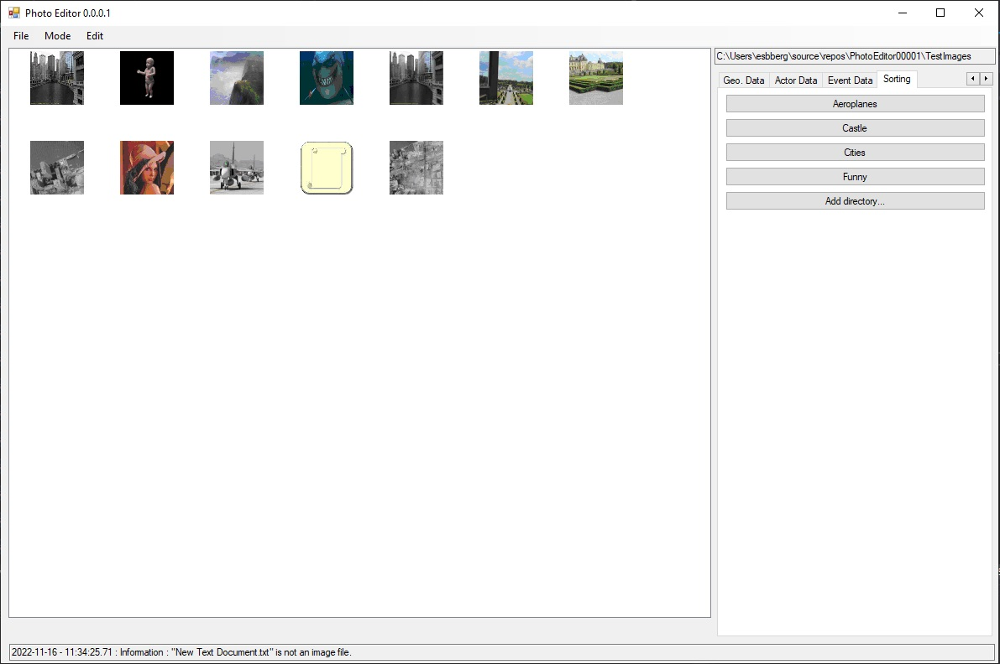 Photo Editor 0.0.0.1
File Mode Edit
C:\Users\esbberg\source\repos\PhotoEditor00001\TestImages
Geo. Data Actor Data Event Data Sorting
Aeroplanes
Castle
Cities
Funny
Add directory...
2022-11-16 - 11:34:25.71 : Information : "New Text Document.txt" is not an image file.